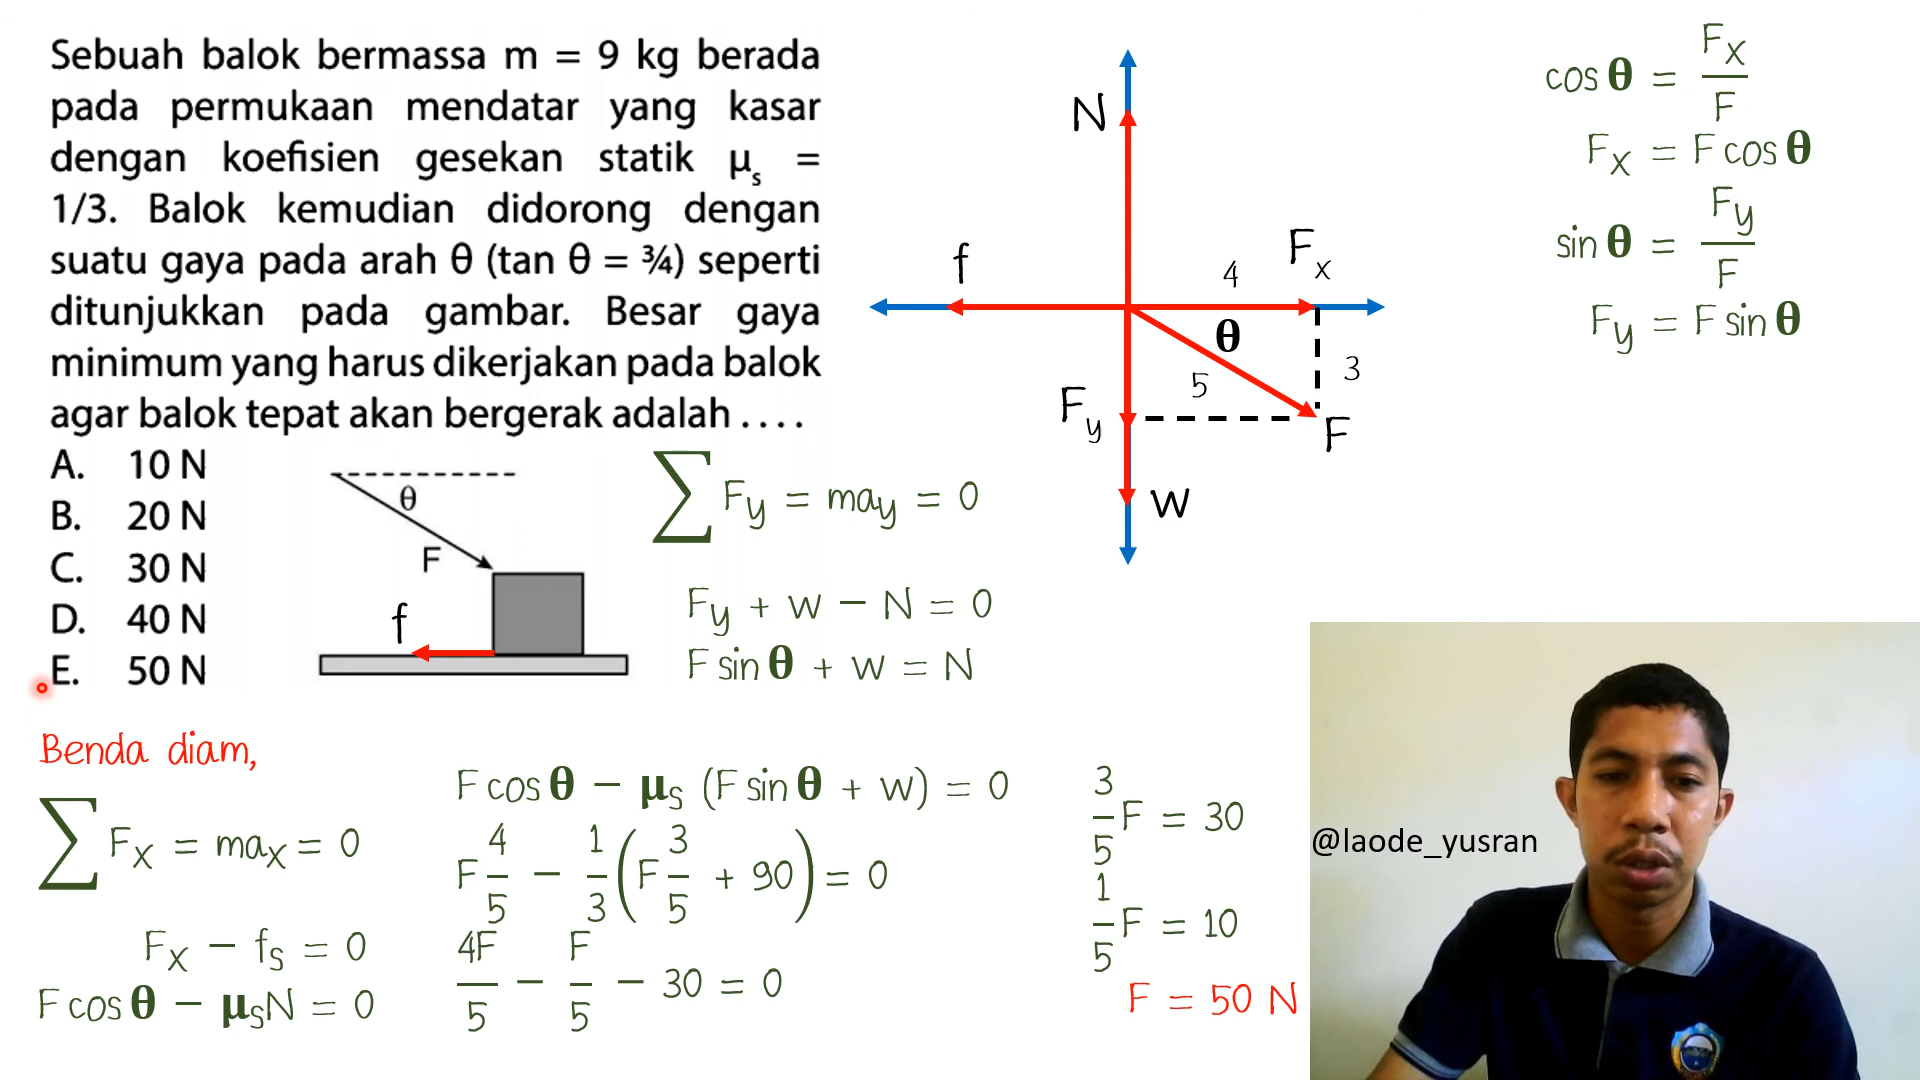 Sebuah balok bermassa m = 9 kg berada
pada permukaan mendatar yang kasar
dengan koefisien gesekan statik μs =
1/3. Balok kemudian didorong dengan
suatu gaya pada arah θ (tan θ = ¾) seperti
ditunjukkan pada gambar. Besar gaya
minimum yang harus dikerjakan pada balok
agar balok tepat akan bergerak adalah . . . .
A. 10 N
B. 20 N
C. 30 N
D. 40 N
E. 50 N
θ
F
f
N
f
Fx
4
θ
5
3
Fy
F
W
cos θ = Fx/F
Fx = F cos θ
sin θ = Fy/F
Fy = F sin θ
∑ Fy = may = 0
Fy + W − N = 0
F sin θ + W = N
Benda diam,
∑ Fx = max = 0
Fx − fs = 0
F cos θ − μsN = 0
F cos θ − μs (F sin θ + W) = 0
F 4/5 − 1/3 (F 3/5 + 90) = 0
4F/5 − F/5 − 30 = 0
3/5 F = 30
1/5 F = 10
F = 50 N
@laode_yusran